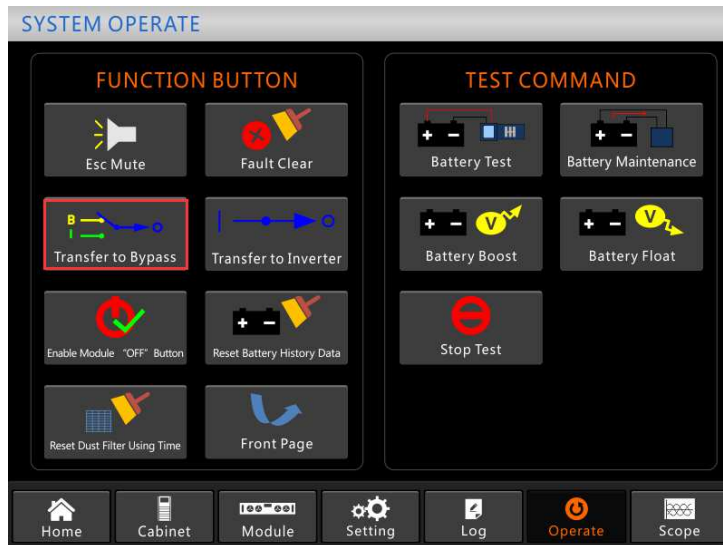 SYSTEM OPERATE
FUNCTION BUTTON
Esc Mute
Fault Clear
B
I
Transfer to Bypass
Transfer to Inverter
Enable Module “OFF” Button
Reset Battery History Data
Reset Dust Filter Using Time
Front Page
TEST COMMAND
Battery Test
Battery Maintenance
V
Battery Boost
V
Battery Float
Stop Test
Home
Cabinet
Module
Setting
Log
Operate
Scope